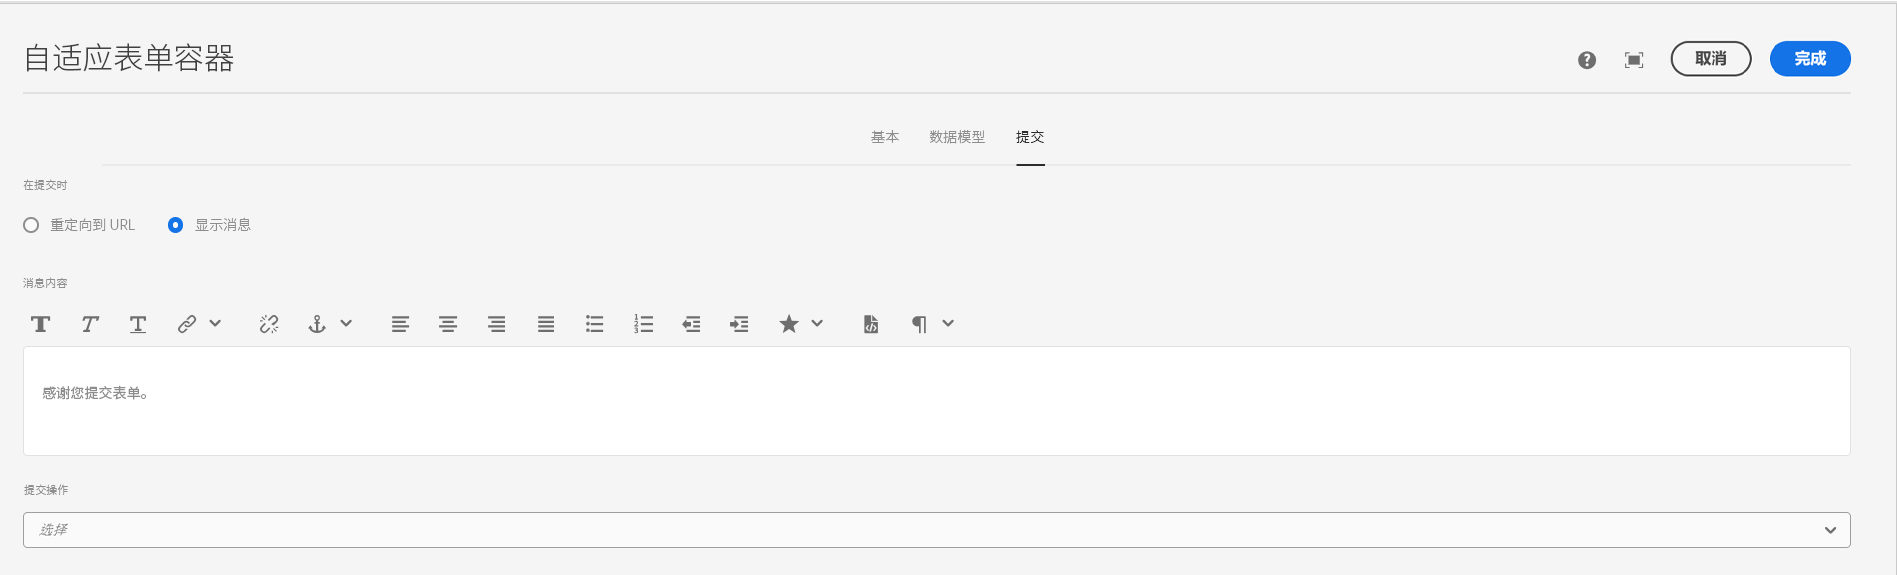 自适应表单容器
取消 完成
基本 数据模型 提交
在提交时
重定向到 URL 显示消息
消息内容
感谢您提交表单。
提交操作
选择